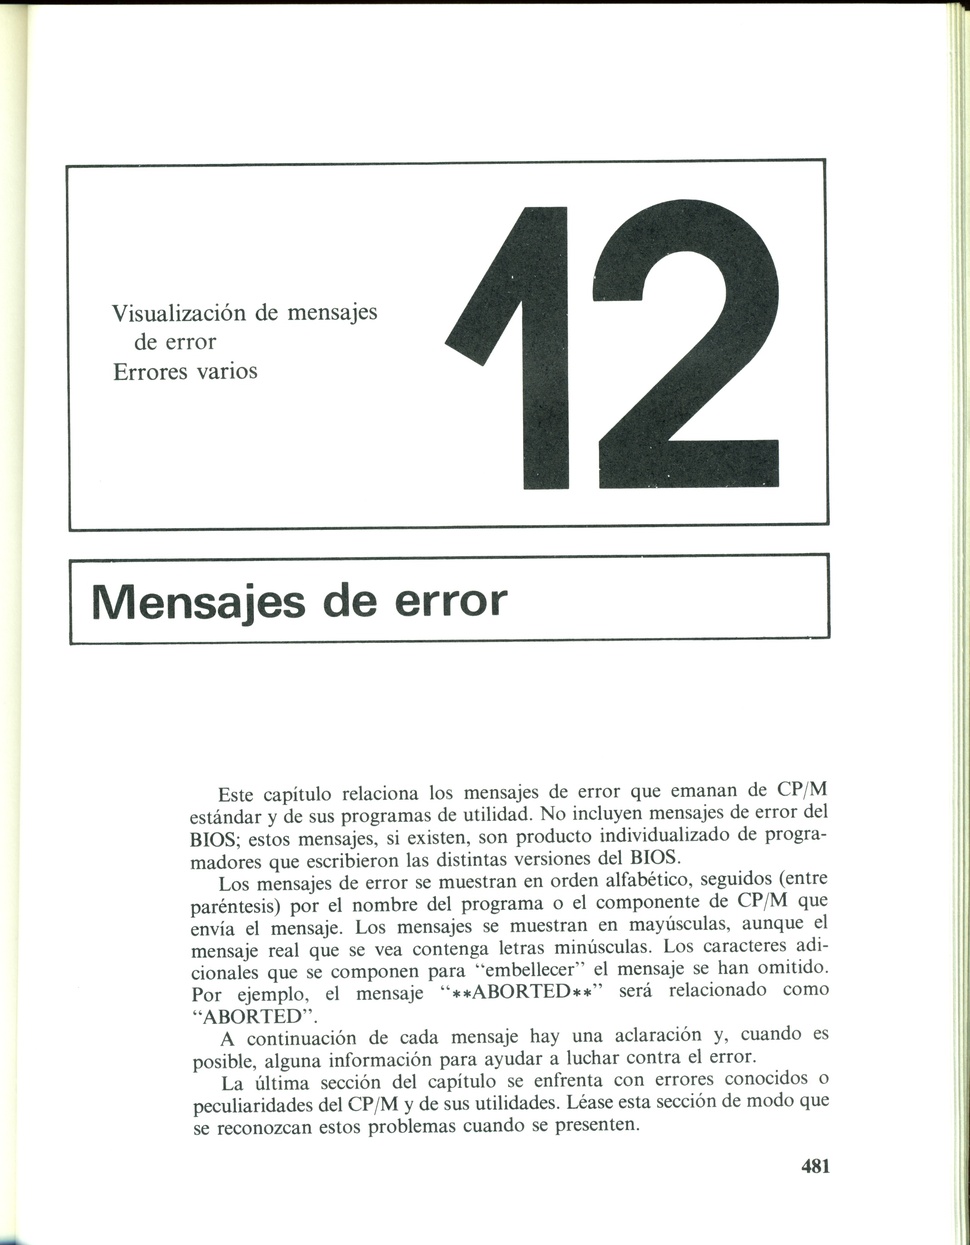 12
Visualización de mensajes
de error
Errores varios
Mensajes de error
Este capítulo relaciona los mensajes de error que emanan de CP/M
estándar y de sus programas de utilidad. No incluyen mensajes de error del
BIOS; estos mensajes, si existen, son producto individualizado de progra-
madores que escribieron las distintas versiones del BIOS.
Los mensajes de error se muestran en orden alfabético, seguidos (entre
paréntesis) por el nombre del programa o el componente de CP/M que
envía el mensaje. Los mensajes se muestran en mayúsculas, aunque el
mensaje real que se vea contenga letras minúsculas. Los caracteres adi-
cionales que se componen para “embellecer” el mensaje se han omitido.
Por ejemplo, el mensaje “**ABORTED**” será relacionado como
“ABORTED”.
A continuación de cada mensaje hay una aclaración y, cuando es
posible, alguna información para ayudar a luchar contra el error.
La última sección del capítulo se enfrenta con errores conocidos o
peculiaridades del CP/M y de sus utilidades. Léase esta sección de modo que
se reconozcan estos problemas cuando se presenten.
481